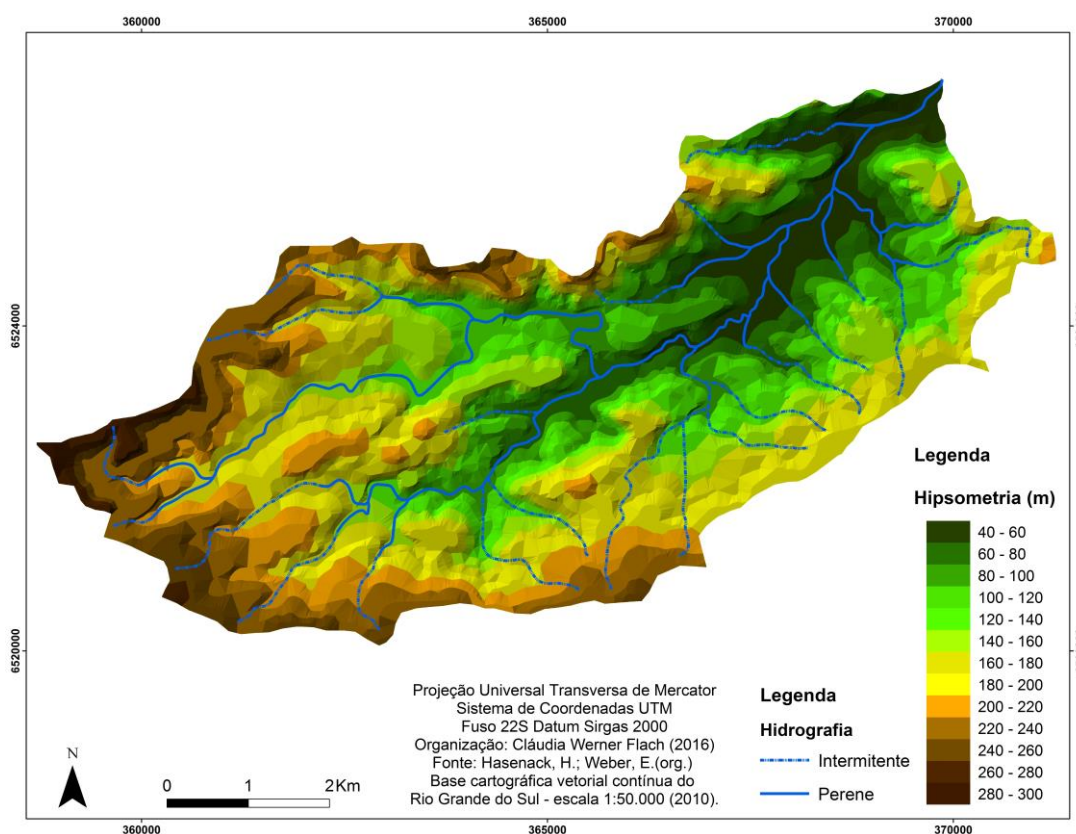 360000
365000
370000
6524000
6520000
Legenda
Hipsometria (m)
40 - 60
60 - 80
80 - 100
100 - 120
120 - 140
140 - 160
160 - 180
180 - 200
200 - 220
220 - 240
240 - 260
260 - 280
280 - 300
Projeção Universal Transversa de Mercator
Sistema de Coordenadas UTM
Fuso 22S Datum Sirgas 2000
Organização: Cláudia Werner Flach (2016)
Fonte: Hasenack, H.; Weber, E.(org.)
Base cartográfica vetorial contínua do
Rio Grande do Sul - escala 1:50.000 (2010).
Legenda
Hidrografia
Intermitente
Perene
N
0 1 2Km
360000
365000
370000